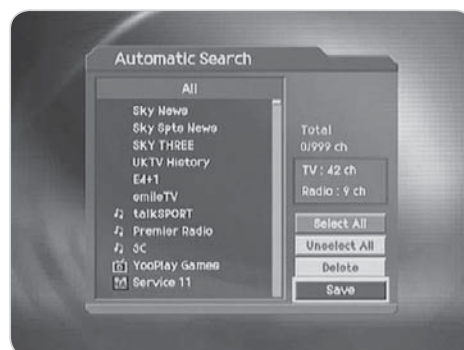 Automatic Search
All
Sky News
Sky Spts News
SKY THREE
UKTV History
E4+1
smileTV
talkSPORT
Premier Radio
3C
YooPlay Games
Service 11
Total
0/999 ch
TV : 42 ch
Radio : 9 ch
Select All
Unselect All
Delete
Save